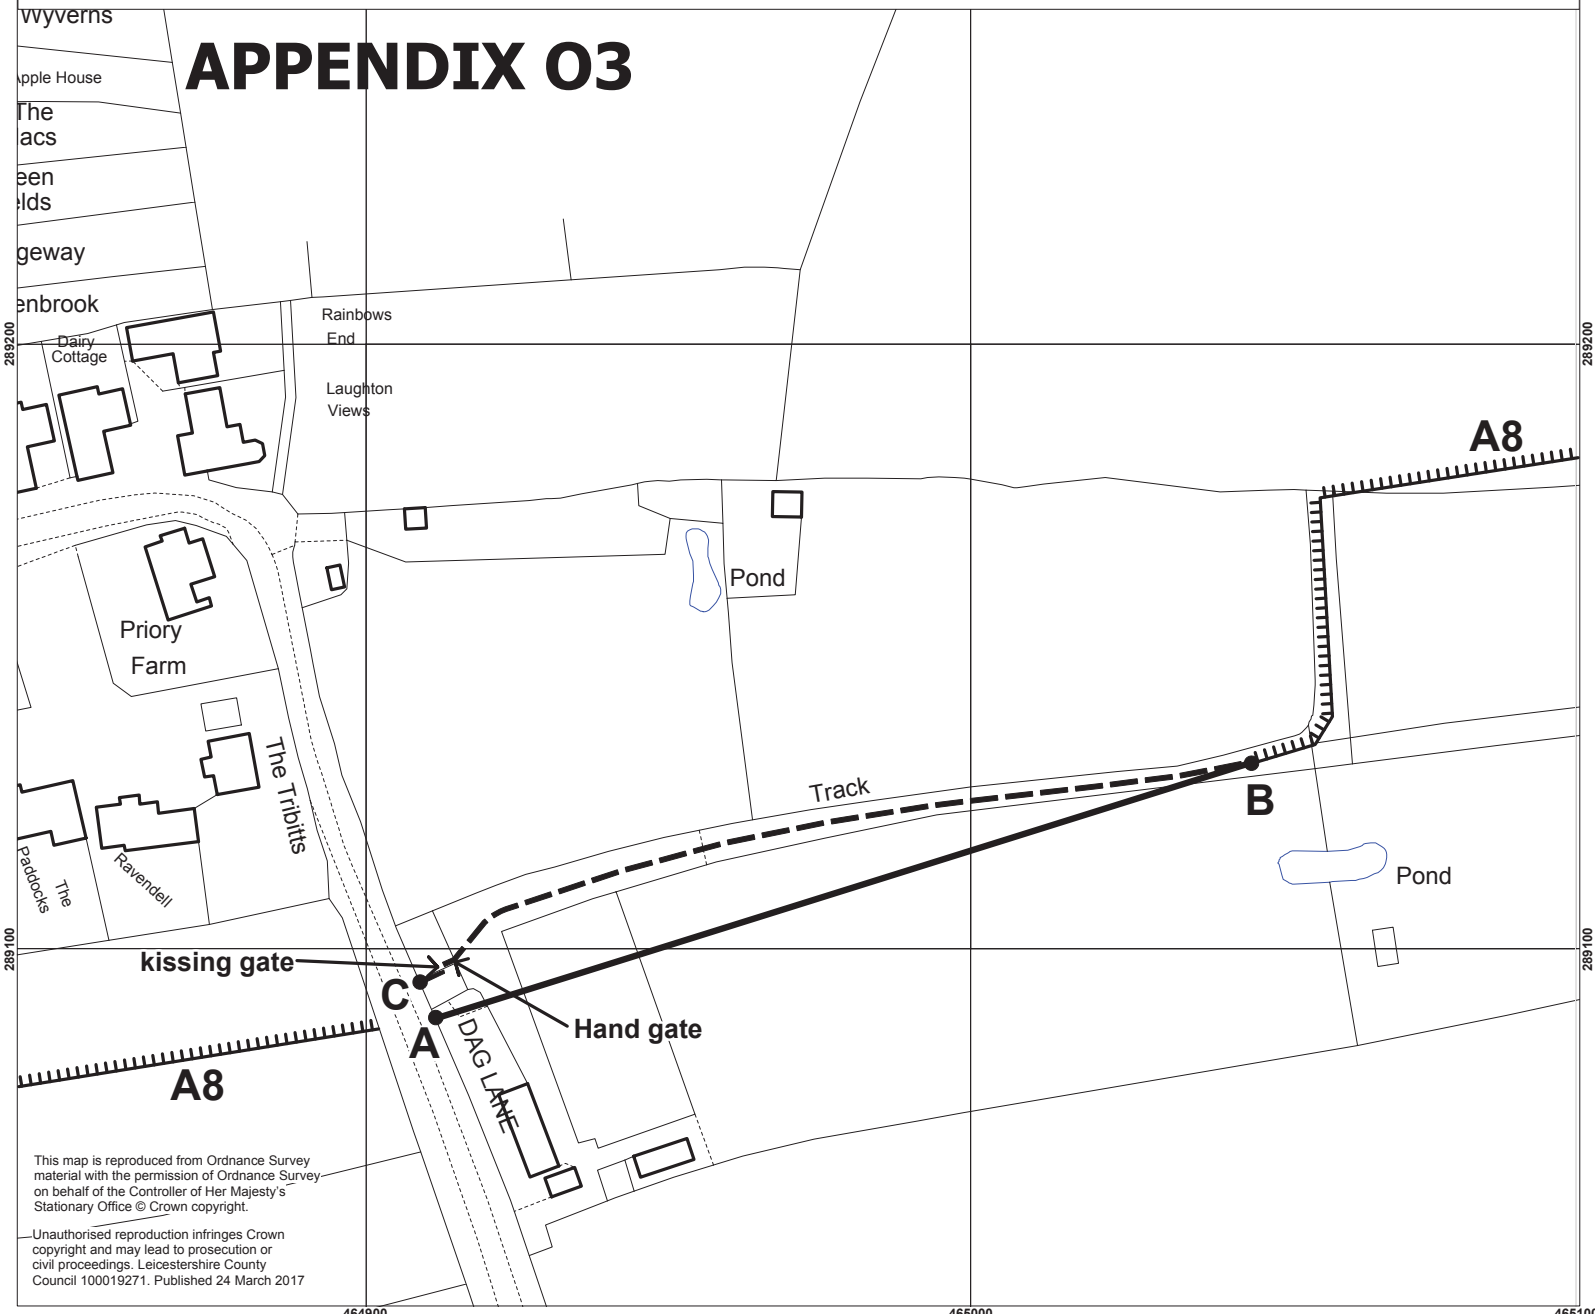 Wyverns
APPENDIX O3
Apple House
The
lacs
een
elds
geway
enbrook
Rainbows
End
289200
289200
Dairy
Cottage
Laughton
Views
A8
Pond
Priory
Farm
The Tribitts
Track
B
The
Paddocks
Ravendell
Pond
289100
289100
kissing gate
C
Hand gate
A
DAG LANE
A8
This map is reproduced from Ordnance Survey
material with the permission of Ordnance Survey
on behalf of the Controller of Her Majesty's
Stationary Office © Crown copyright.
Unauthorised reproduction infringes Crown
copyright and may lead to prosecution or
civil proceedings. Leicestershire County
Council 100019271. Published 24 March 2017
464900
465000
465100